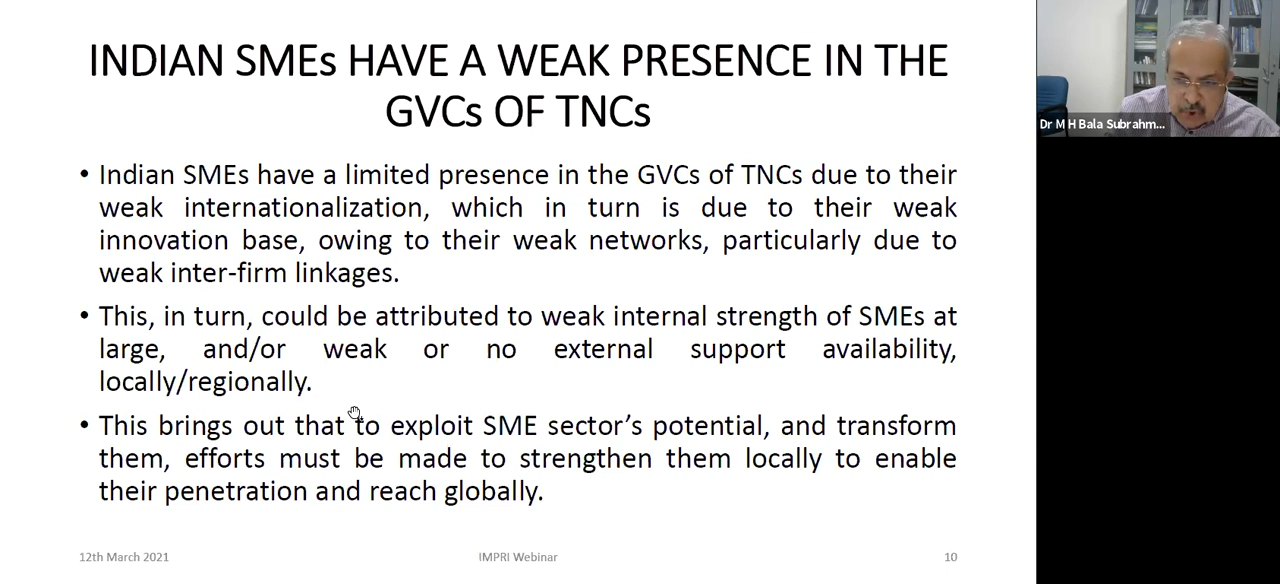 INDIAN SMEs HAVE A WEAK PRESENCE IN THE
GVCs OF TNCs
• Indian SMEs have a limited presence in the GVCs of TNCs due to their
weak internationalization, which in turn is due to their weak
innovation base, owing to their weak networks, particularly due to
weak inter-firm linkages.
• This, in turn, could be attributed to weak internal strength of SMEs at
large, and/or weak or no external support availability,
locally/regionally.
• This brings out that to exploit SME sector’s potential, and transform
them, efforts must be made to strengthen them locally to enable
their penetration and reach globally.
12th March 2021
IMPRI Webinar
10
Dr M H Bala Subrahm...